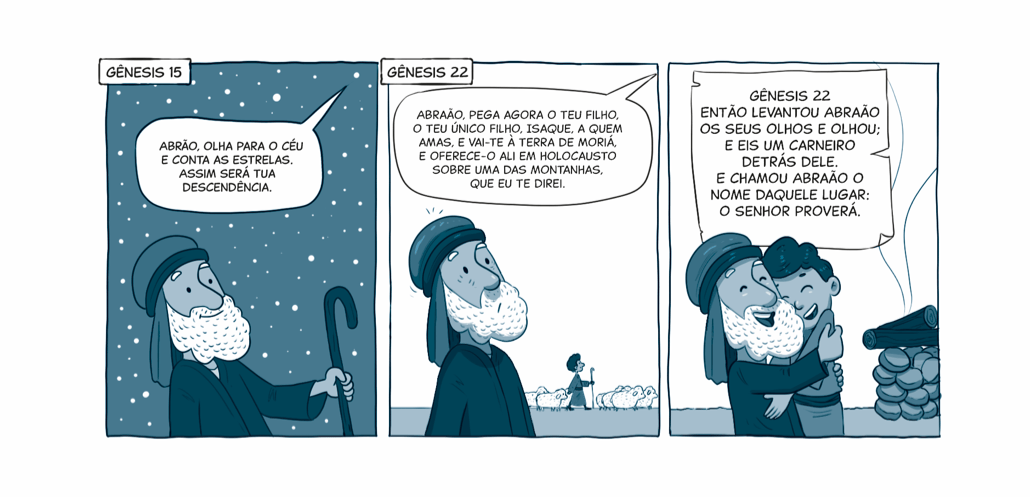 GÊNESIS 15
ABRÃO, OLHA PARA O CÉU
E CONTA AS ESTRELAS.
ASSIM SERÁ TUA
DESCENDÊNCIA.
GÊNESIS 22
ABRAÃO, PEGA AGORA O TEU FILHO,
O TEU ÚNICO FILHO, ISAQUE, A QUEM
AMAS, E VAI-TE À TERRA DE MORIÁ,
E OFERECE-O ALI EM HOLOCAUSTO
SOBRE UMA DAS MONTANHAS,
QUE EU TE DIREI.
GÊNESIS 22
ENTÃO LEVANTOU ABRAÃO
OS SEUS OLHOS E OLHOU;
E EIS UM CARNEIRO
DETRÁS DELE.
E CHAMOU ABRAÃO O
NOME DAQUELE LUGAR:
O SENHOR PROVERÁ.